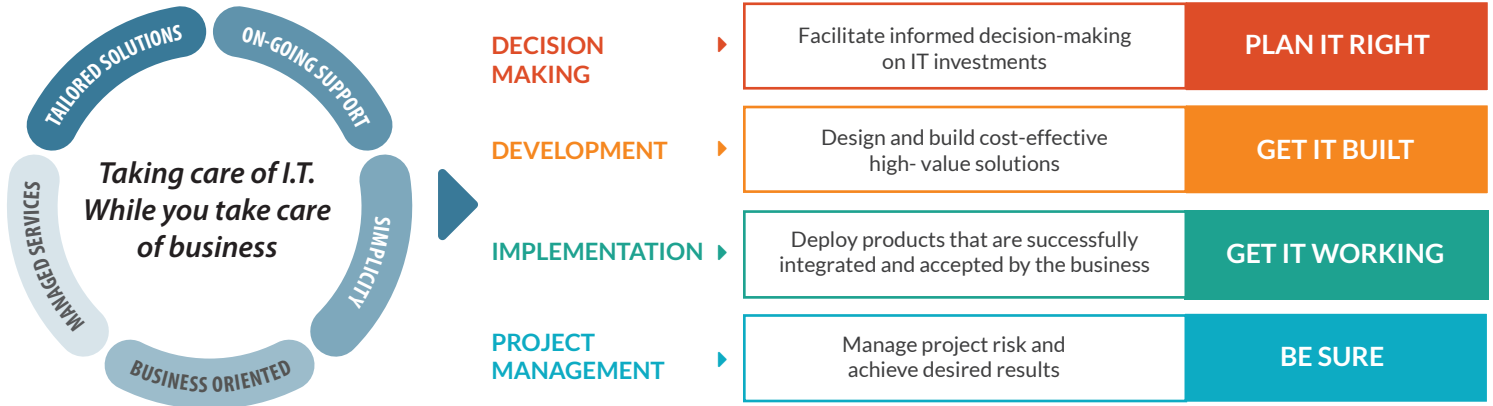 TAILORED SOLUTIONS
ON-GOING SUPPORT
SIMPLICITY
BUSINESS ORIENTED
MANAGED SERVICES
Taking care of I.T.
While you take care
of business
DECISION
MAKING
Facilitate informed decision-making
on IT investments
PLAN IT RIGHT
DEVELOPMENT
Design and build cost-effective
high- value solutions
GET IT BUILT
IMPLEMENTATION
Deploy products that are successfully
integrated and accepted by the business
GET IT WORKING
PROJECT
MANAGEMENT
Manage project risk and
achieve desired results
BE SURE